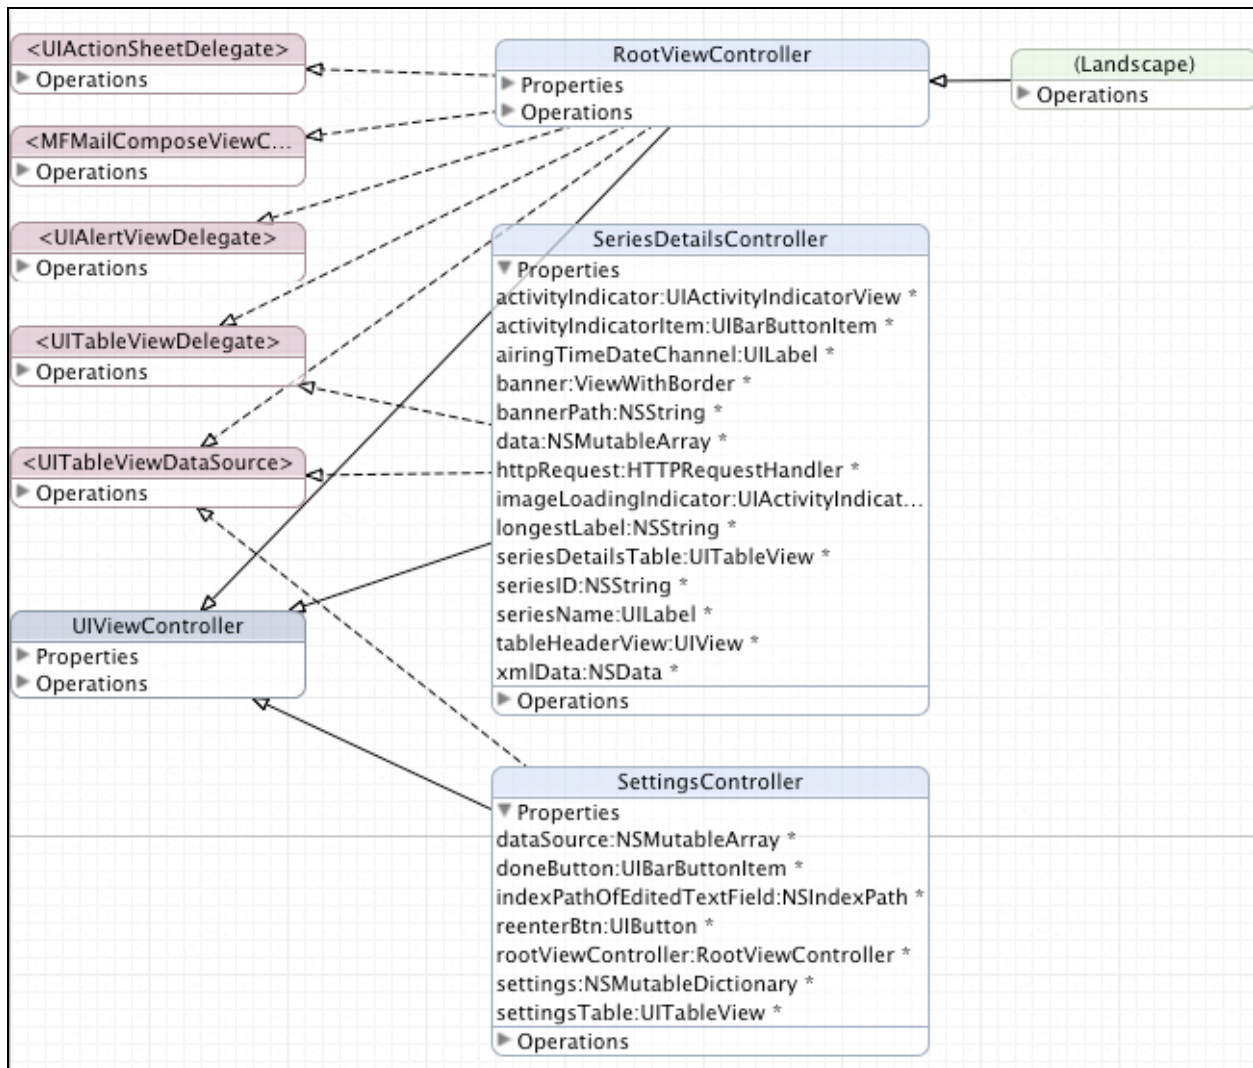 <UIActionSheetDelegate>
Operations
<MFMailComposeViewC...
Operations
<UIAlertViewDelegate>
Operations
<UITableViewDelegate>
Operations
<UITableViewDataSource>
Operations
UIViewController
Properties
Operations
RootViewController
Properties
Operations
(Landscape)
Operations
SeriesDetailsController
Properties
activityIndicator:UIActivityIndicatorView *
activityIndicatorItem:UIBarButtonItem *
airingTimeDateChannel:UILabel *
banner:ViewWithBorder *
bannerPath:NSString *
data:NSMutableArray *
httpRequest:HTTPRequestHandler *
imageLoadingIndicator:UIActivityIndicat...
longestLabel:NSString *
seriesDetailsTable:UITableView *
seriesID:NSString *
seriesName:UILabel *
tableHeaderView:UIView *
xmlData:NSData *
Operations
SettingsController
Properties
dataSource:NSMutableArray *
doneButton:UIBarButtonItem *
indexPathOfEditedTextField:NSIndexPath *
reenterBtn:UIButton *
rootViewController:RootViewController *
settings:NSMutableDictionary *
settingsTable:UITableView *
Operations